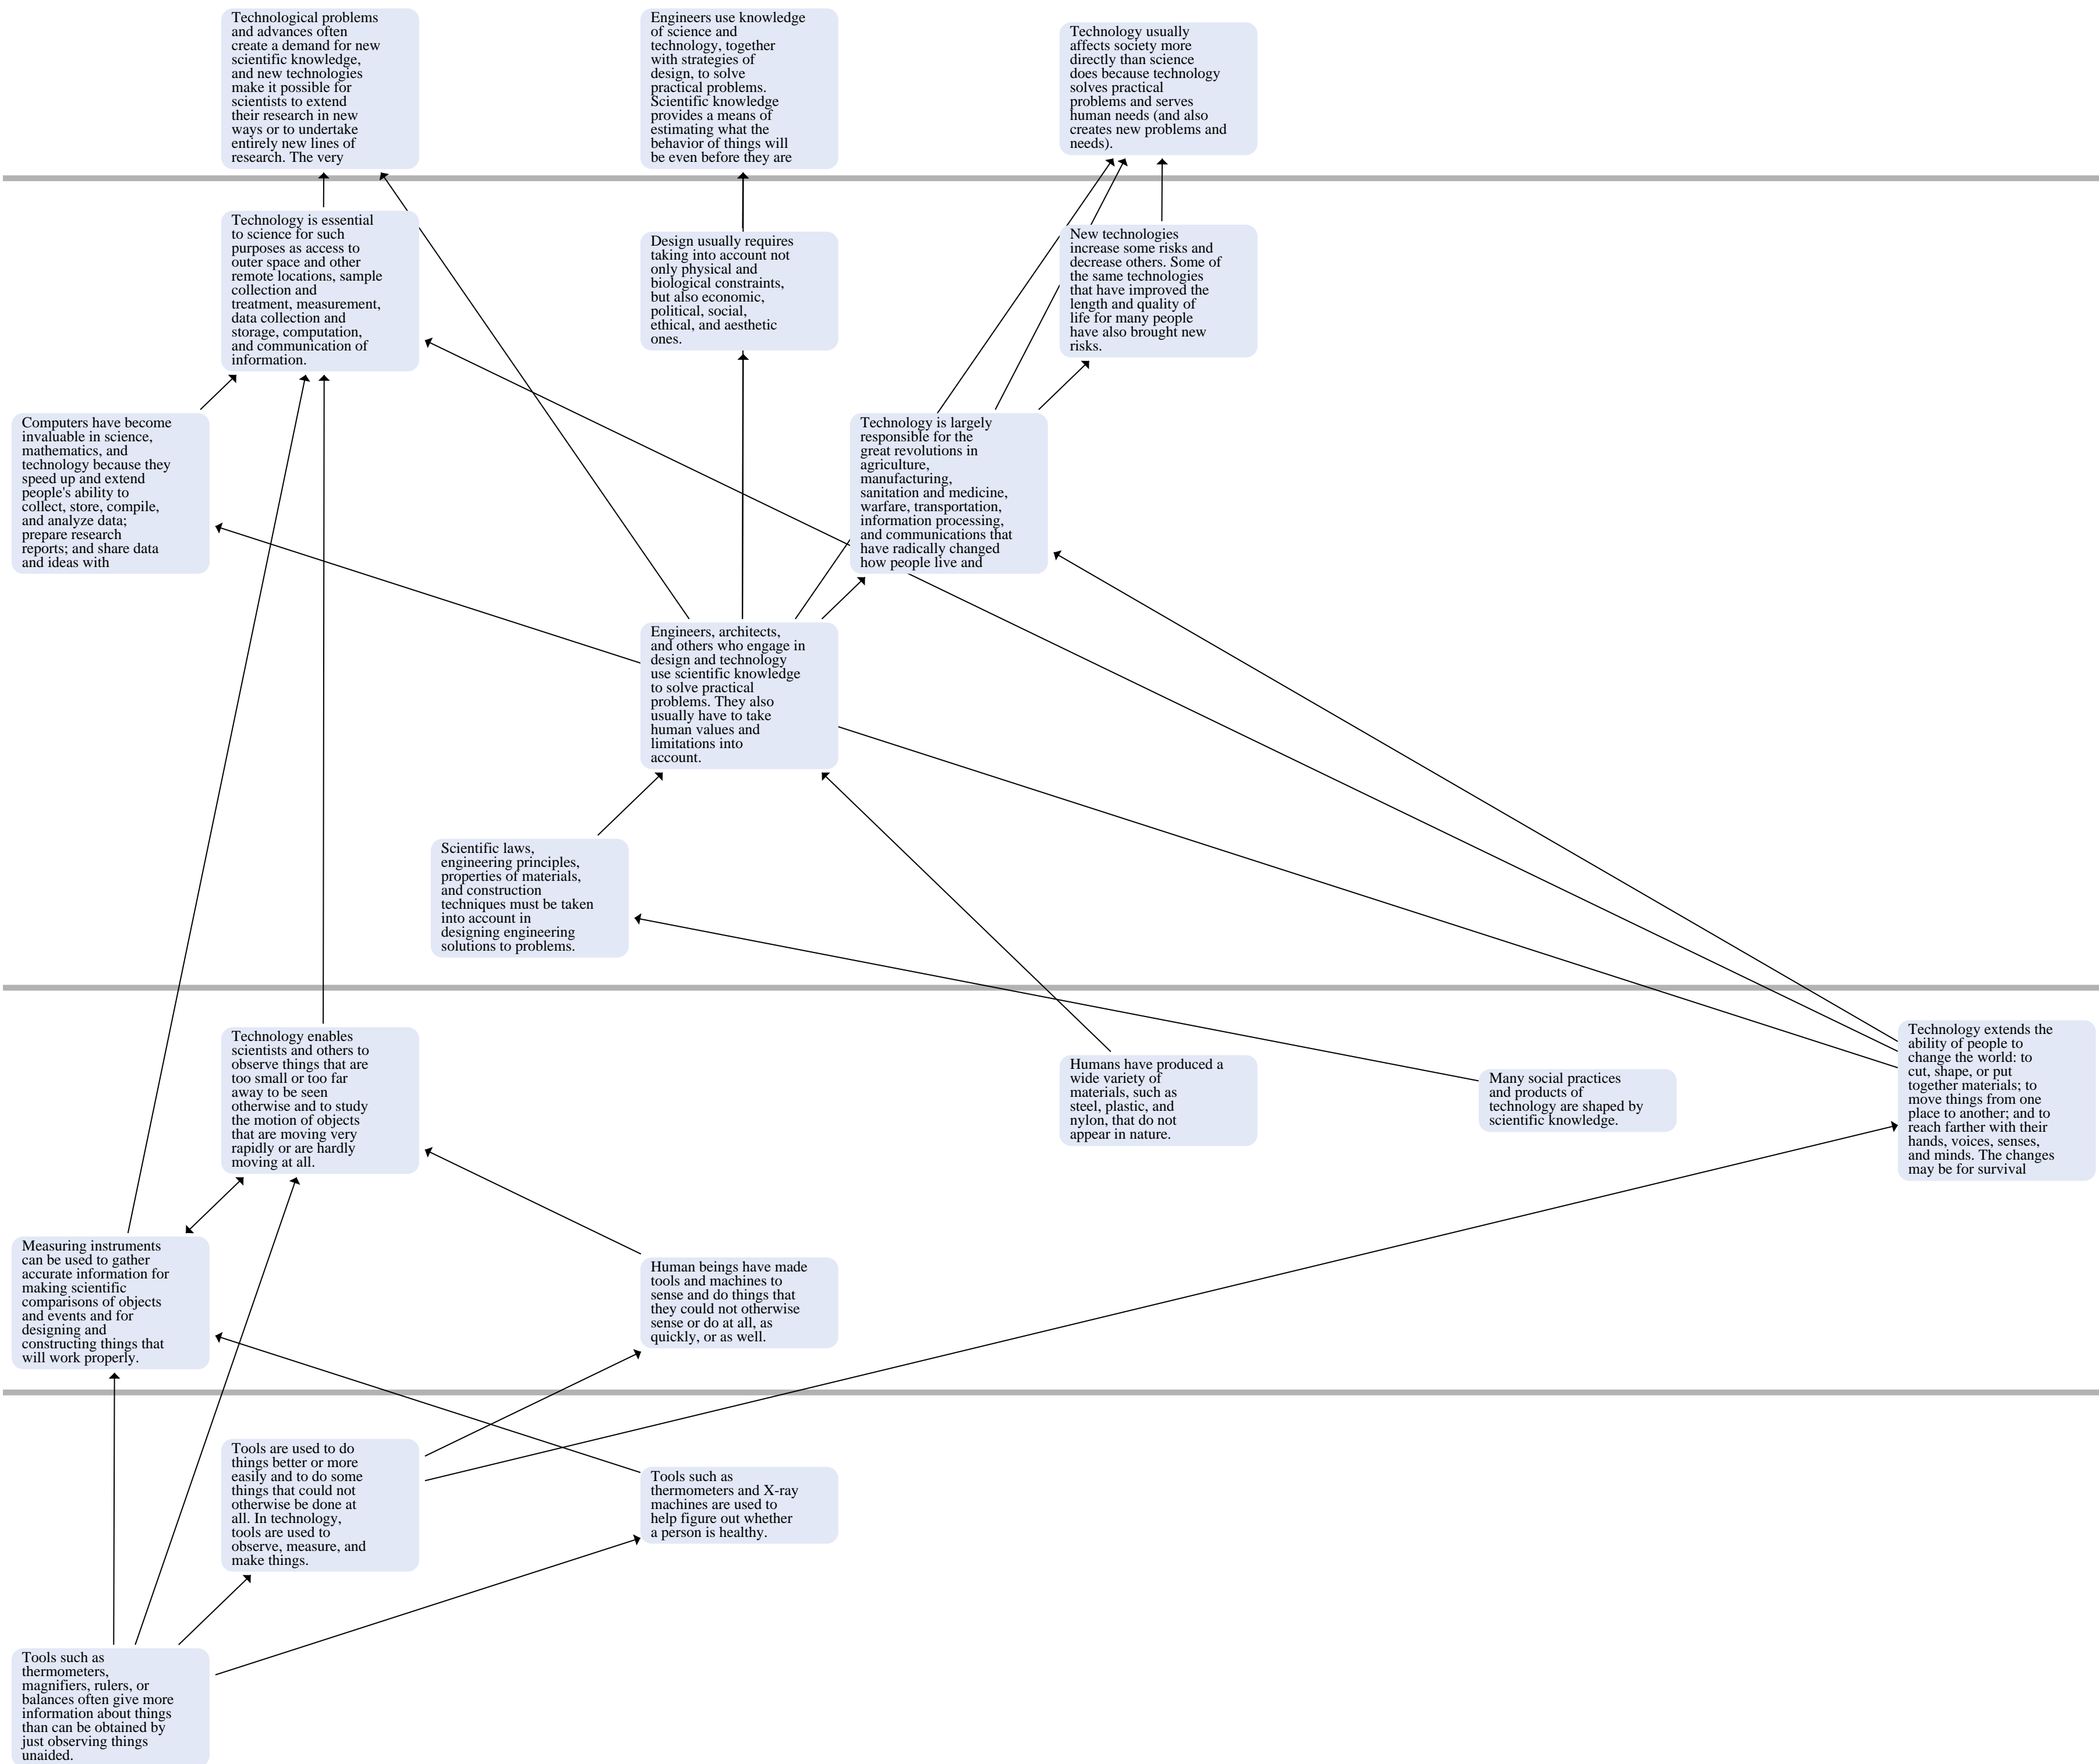 Technological problems
and advances often
create a demand for new
scientific knowledge,
and new technologies
make it possible for
scientists to extend
their research in new
ways or to undertake
entirely new lines of
research. The very
Engineers use knowledge
of science and
technology, together
with strategies of
design, to solve
practical problems.
Scientific knowledge
provides a means of
estimating what the
behavior of things will
be even before they are
Technology usually
affects society more
directly than science
does because technology
solves practical
problems and serves
human needs (and also
creates new problems and
needs).
Technology is essential
to science for such
purposes as access to
outer space and other
remote locations, sample
collection and
treatment, measurement,
data collection and
storage, computation,
and communication of
information.
Design usually requires
taking into account not
only physical and
biological constraints,
but also economic,
political, social,
ethical, and aesthetic
ones.
New technologies
increase some risks and
decrease others. Some of
the same technologies
that have improved the
length and quality of
life for many people
have also brought new
risks.
Computers have become
invaluable in science,
mathematics, and
technology because they
speed up and extend
people's ability to
collect, store, compile,
and analyze data;
prepare research
reports; and share data
and ideas with
Technology is largely
responsible for the
great revolutions in
agriculture,
manufacturing,
sanitation and medicine,
warfare, transportation,
information processing,
and communications that
have radically changed
how people live and
Engineers, architects,
and others who engage in
design and technology
use scientific knowledge
to solve practical
problems. They also
usually have to take
human values and
limitations into
account.
Scientific laws,
engineering principles,
properties of materials,
and construction
techniques must be taken
into account in
designing engineering
solutions to problems.
Technology enables
scientists and others to
observe things that are
too small or too far
away to be seen
otherwise and to study
the motion of objects
that are moving very
rapidly or are hardly
moving at all.
Humans have produced a
wide variety of
materials, such as
steel, plastic, and
nylon, that do not
appear in nature.
Many social practices
and products of
technology are shaped by
scientific knowledge.
Technology extends the
ability of people to
change the world: to
cut, shape, or put
together materials; to
move things from one
place to another; and to
reach farther with their
hands, voices, senses,
and minds. The changes
may be for survival
Measuring instruments
can be used to gather
accurate information for
making scientific
comparisons of objects
and events and for
designing and
constructing things that
will work properly.
Human beings have made
tools and machines to
sense and do things that
they could not otherwise
sense or do at all, as
quickly, or as well.
Tools are used to do
things better or more
easily and to do some
things that could not
otherwise be done at
all. In technology,
tools are used to
observe, measure, and
make things.
Tools such as
thermometers and X-ray
machines are used to
help figure out whether
a person is healthy.
Tools such as
thermometers,
magnifiers, rulers, or
balances often give more
information about things
than can be obtained by
just observing things
unaided.